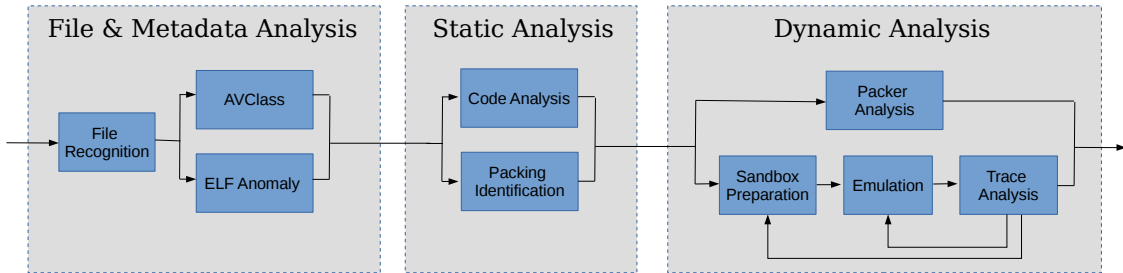 File & Metadata Analysis
File
Recognition
AVClass
ELF Anomaly
Static Analysis
Code Analysis
Packing
Identification
Dynamic Analysis
Packer
Analysis
Sandbox
Preparation
Emulation
Trace
Analysis